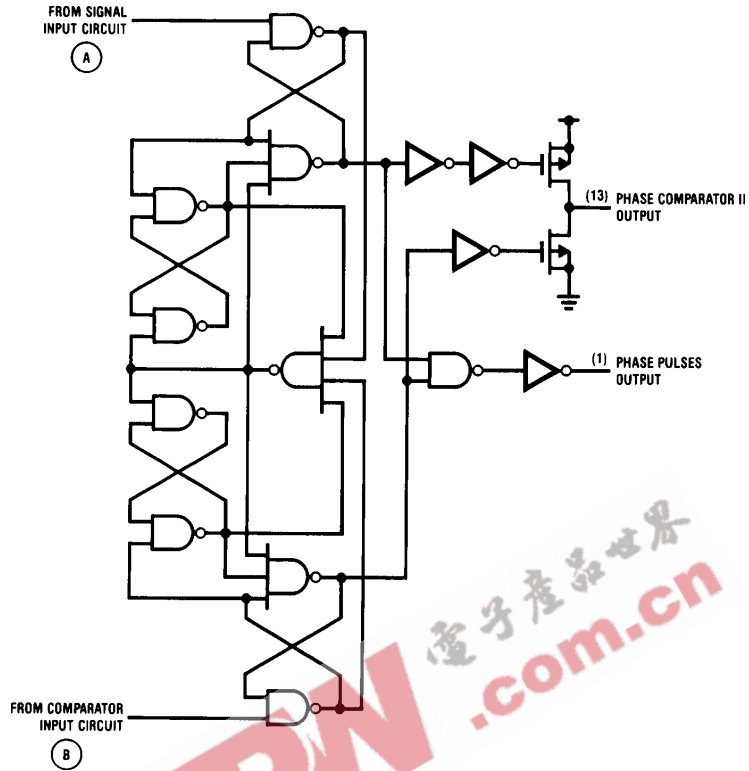 FROM SIGNAL
INPUT CIRCUIT
A
(13) PHASE COMPARATOR II
OUTPUT
(1) PHASE PULSES
OUTPUT
電子產品世界
.com.cn
FROM COMPARATOR
INPUT CIRCUIT
B